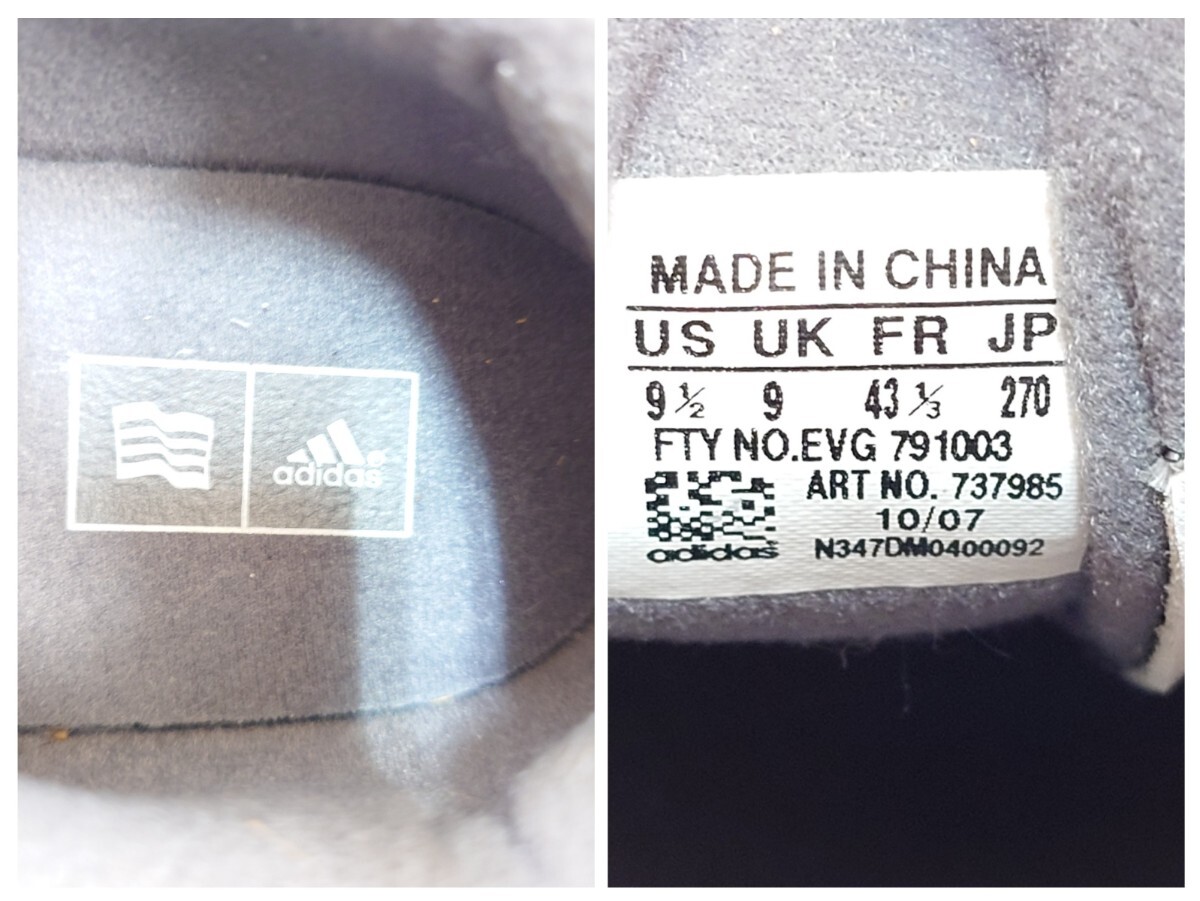 adidas
MADE IN CHINA
US UK FR JP
9 ½ 9 43 ⅓ 270
FTY NO.EVG 791003
ART NO. 737985
10/07
adidas N347DM0400092